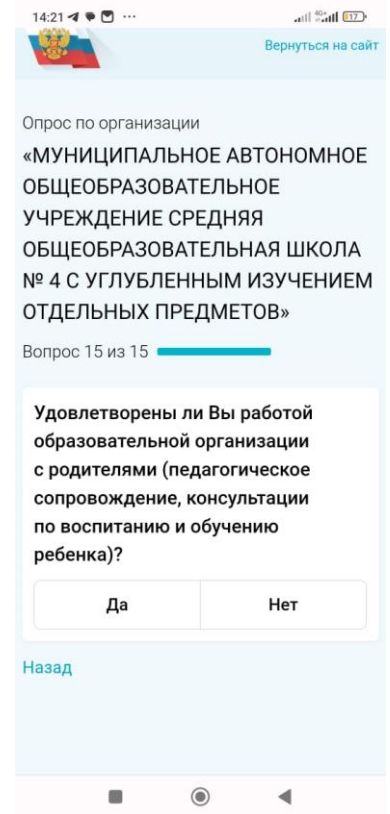 14:21
4G+
17
Вернуться на сайт
Опрос по организации
«МУНИЦИПАЛЬНОЕ АВТОНОМНОЕ
ОБЩЕОБРАЗОВАТЕЛЬНОЕ
УЧРЕЖДЕНИЕ СРЕДНЯЯ
ОБЩЕОБРАЗОВАТЕЛЬНАЯ ШКОЛА
№ 4 С УГЛУБЛЕННЫМ ИЗУЧЕНИЕМ
ОТДЕЛЬНЫХ ПРЕДМЕТОВ»
Вопрос 15 из 15
Удовлетворены ли Вы работой
образовательной организации
с родителями (педагогическое
сопровождение, консультации
по воспитанию и обучению
ребенка)?
Да Нет
Назад